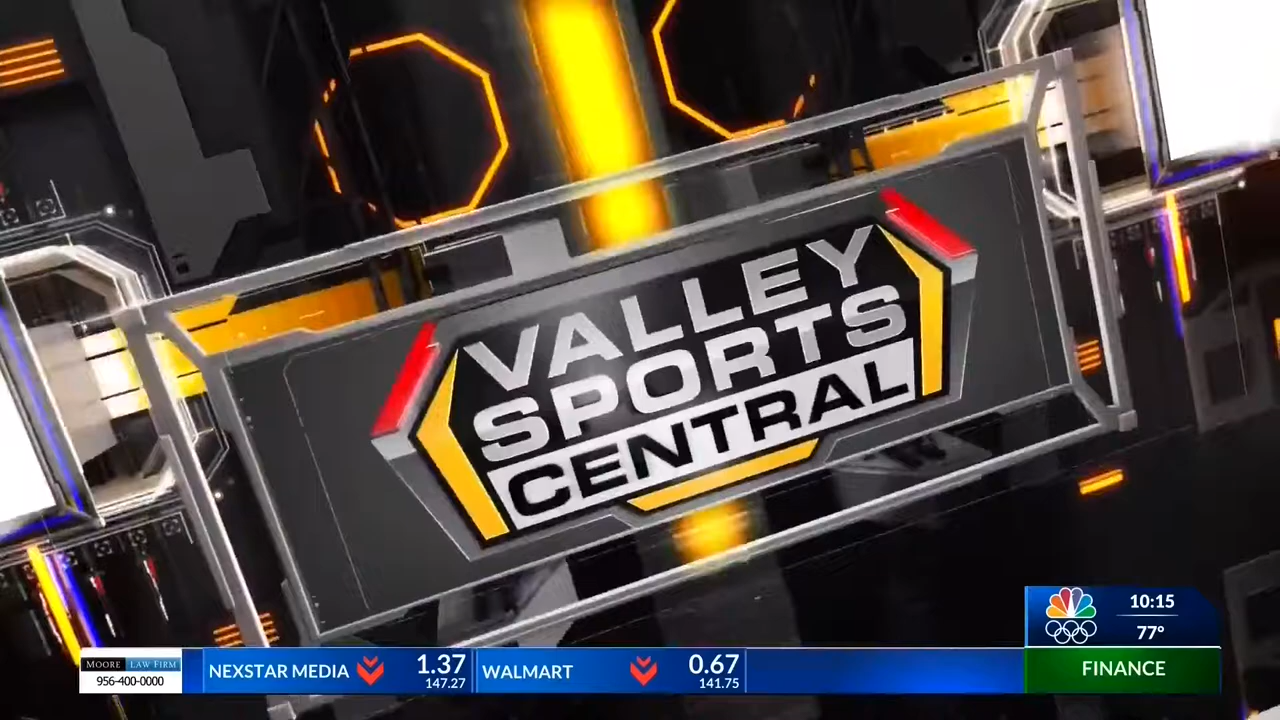 VALLEY
SPORTS
CENTRAL
10:15
77°
MOORE LAW FIRM
956-400-0000
NEXSTAR MEDIA 1.37
147.27
WALMART 0.67
141.75
FINANCE